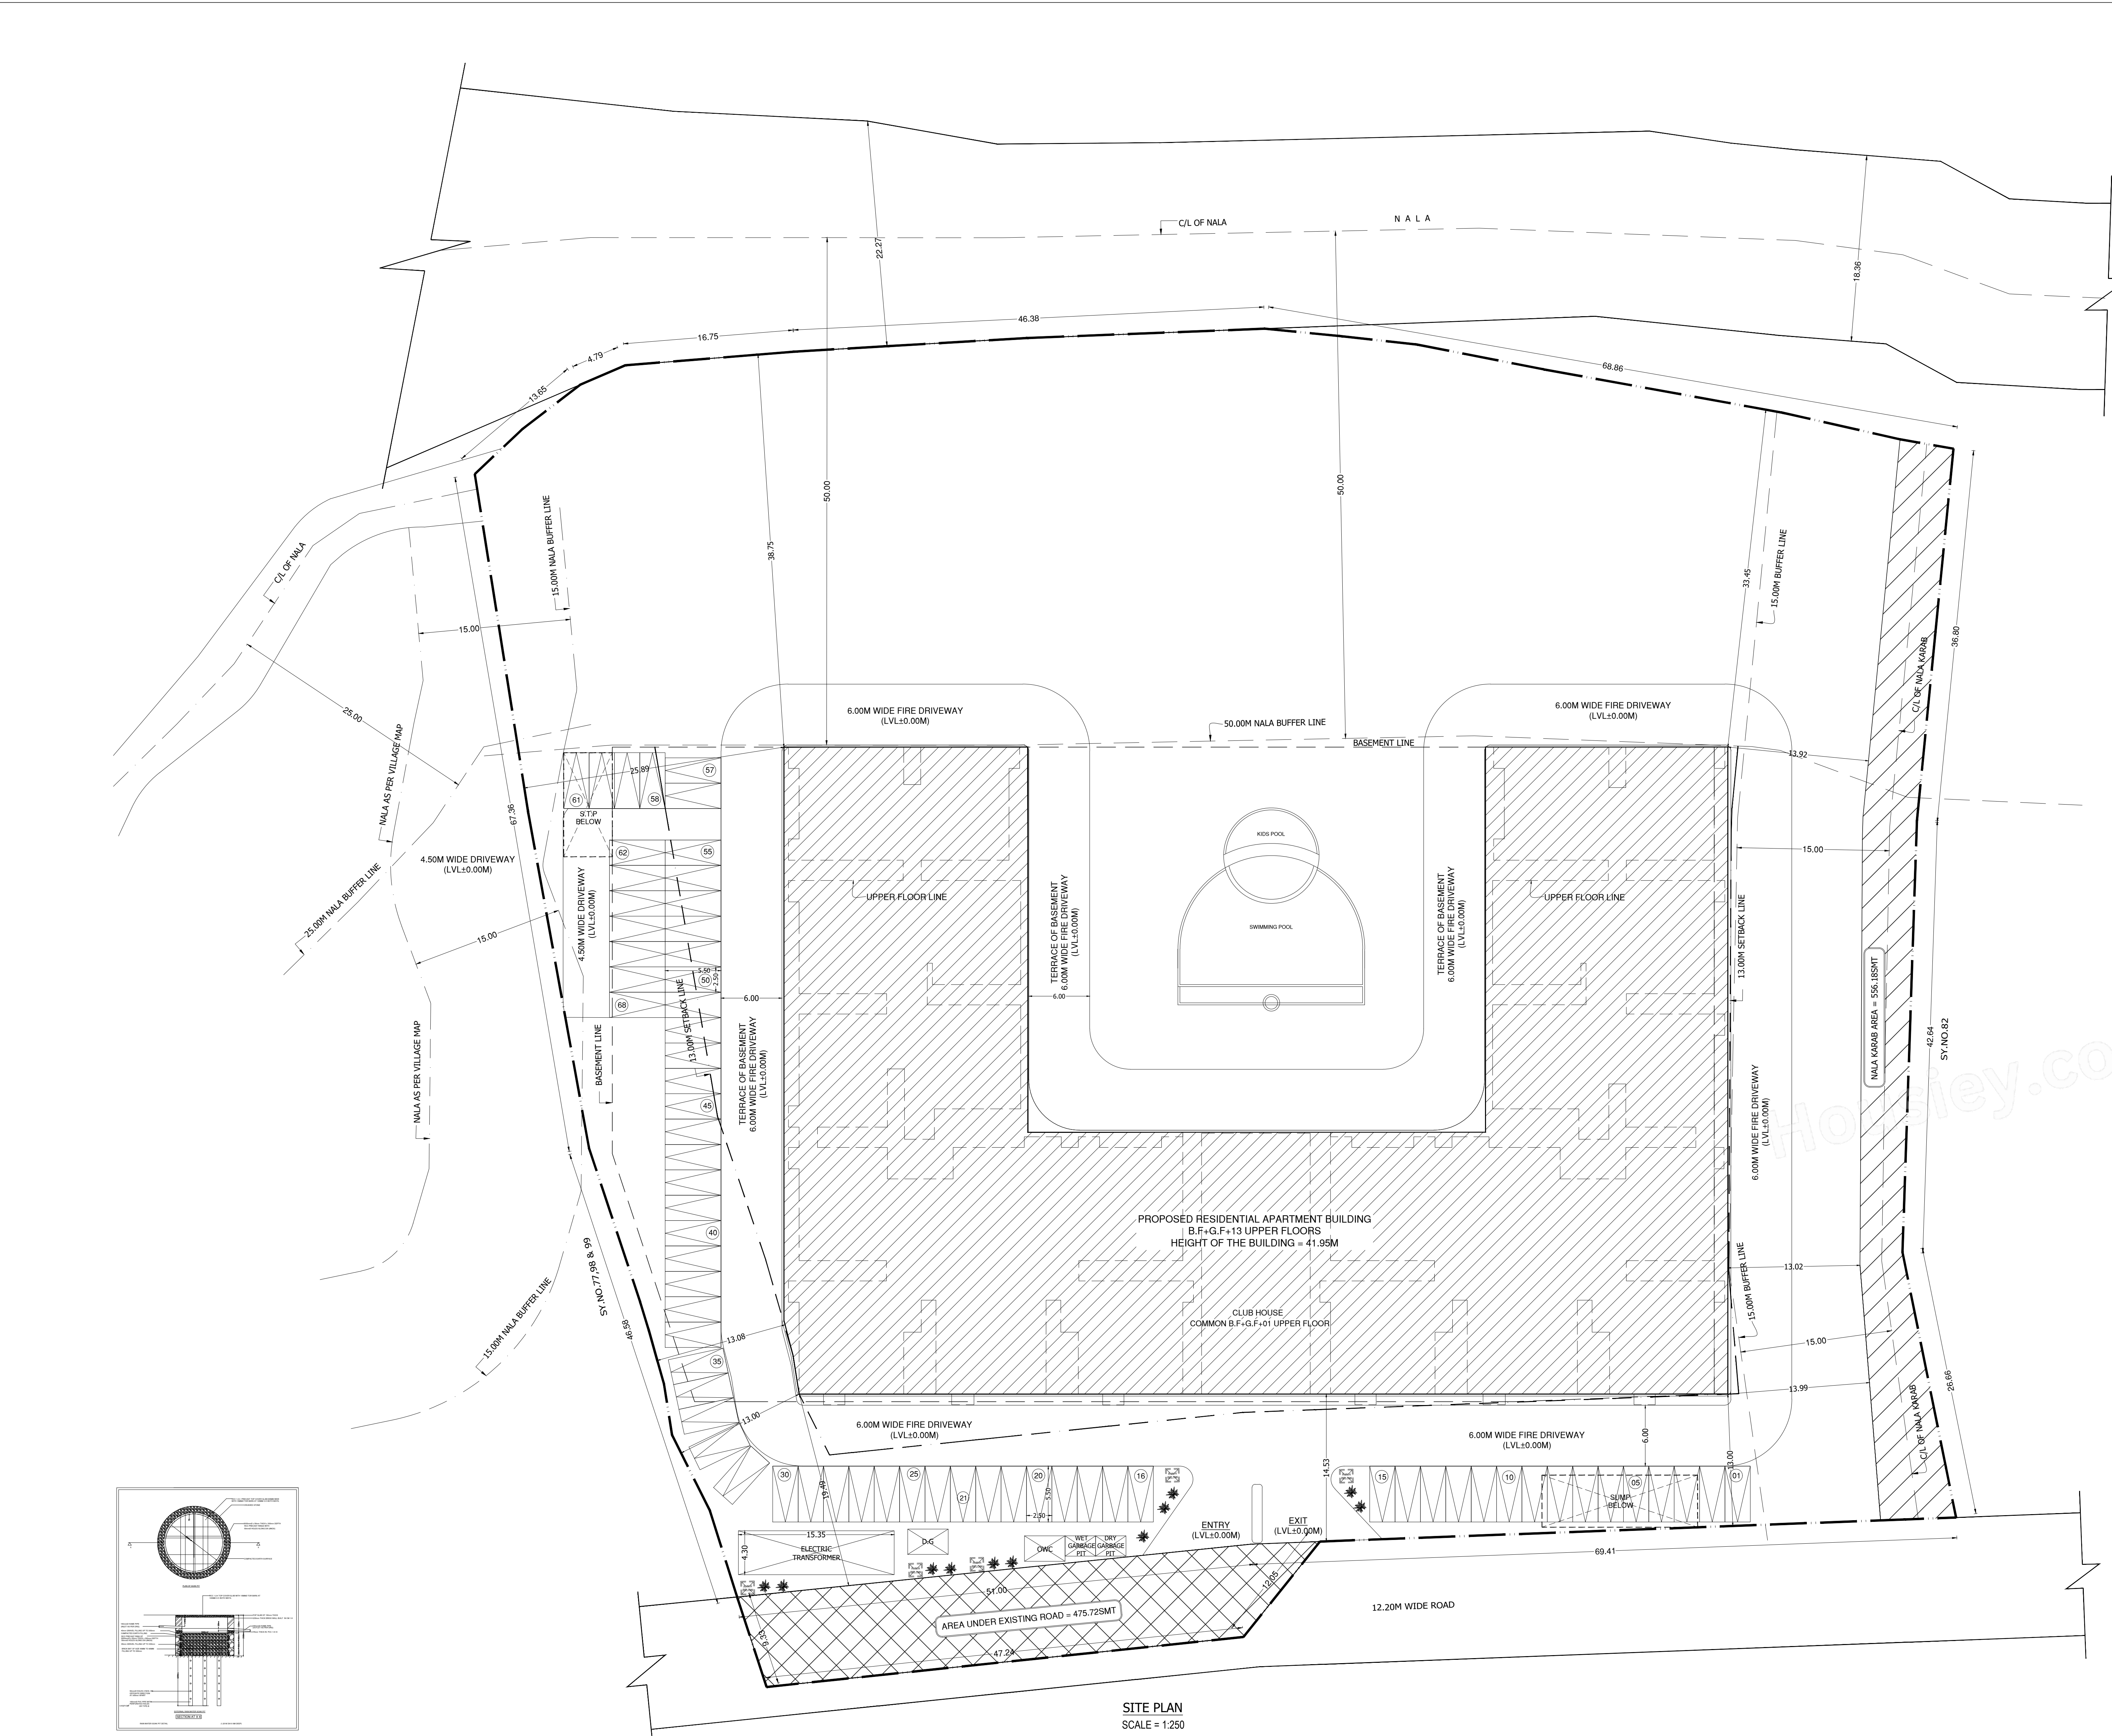 C/L OF NALA
N A L A
22.27
18.36
46.38
16.75
4.79
13.65
68.86
50.00
50.00
38.75
33.45
C/L OF NALA
15.00M NALA BUFFER LINE
15.00
15.00M BUFFER LINE
36.80
C/L OF NALA KARAB
25.00
NALA AS PER VILLAGE MAP
6.00M WIDE FIRE DRIVEWAY
(LVL±0.00M)
6.00M WIDE FIRE DRIVEWAY
(LVL±0.00M)
50.00M NALA BUFFER LINE
BASEMENT LINE
13.92
25.89
57
61
58
S.T.P
BELOW
67.36
KIDS POOL
62
55
15.00
4.50M WIDE DRIVEWAY
(LVL±0.00M)
25.00M NALA BUFFER LINE
4.50M WIDE DRIVEWAY
(LVL±0.00M)
UPPER FLOOR LINE
UPPER FLOOR LINE
TERRACE OF BASEMENT
6.00M WIDE FIRE DRIVEWAY
(LVL±0.00M)
SWIMMING POOL
TERRACE OF BASEMENT
6.00M WIDE FIRE DRIVEWAY
(LVL±0.00M)
13.00M SETBACK LINE
15.00
5.50
2.50
50
68
6.00
6.00
13.00M SETBACK LINE
NALA KARAB AREA = 556.18SMT
42.64
SY.NO.82
NALA AS PER VILLAGE MAP
BASEMENT LINE
TERRACE OF BASEMENT
6.00M WIDE FIRE DRIVEWAY
(LVL±0.00M)
45
6.00M WIDE FIRE DRIVEWAY
(LVL±0.00M)
Housiey.co
40
PROPOSED RESIDENTIAL APARTMENT BUILDING
B.F+G.F+13 UPPER FLOORS
HEIGHT OF THE BUILDING = 41.95M
SY.NO.77,98 & 99
46.58
13.02
15.00M BUFFER LINE
15.00M NALA BUFFER LINE
CLUB HOUSE
COMMON B.F+G.F+01 UPPER FLOOR
13.08
35
15.00
13.99
26.66
C/L OF NALA KARAB
13.00
6.00M WIDE FIRE DRIVEWAY
(LVL±0.00M)
6.00M WIDE FIRE DRIVEWAY
(LVL±0.00M)
6.00
13.00
14.53
19.49
30
25
20
16
15
10
05
01
21
5.50
2.50
SUMP
BELOW
ENTRY
(LVL±0.00M)
EXIT
(LVL±0.00M)
15.35
4.30
ELECTRIC
TRANSFORMER
D.G
OWC
WET
GARBAGE
PIT
DRY
GARBAGE
PIT
69.41
51.00
12.05
AREA UNDER EXISTING ROAD = 475.72SMT
9.33
47.24
12.20M WIDE ROAD
SITE PLAN
SCALE = 1:250